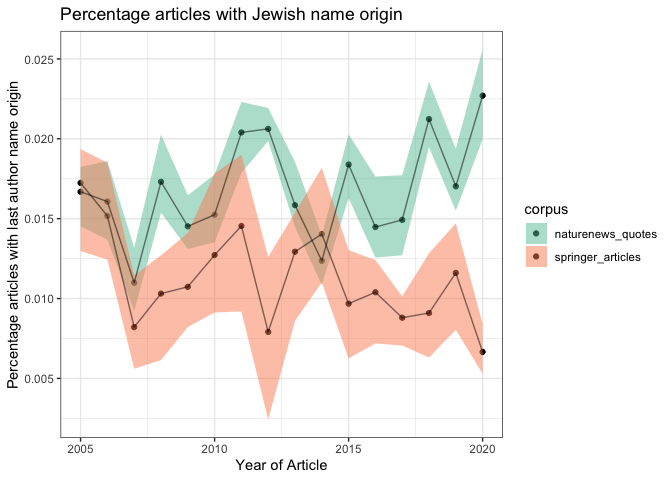 Percentage articles with Jewish name origin
Percentage articles with last author name origin
0.025
0.020
0.015
0.010
0.005
2005
2010
2015
2020
Year of Article
corpus
naturenews_quotes
springer_articles